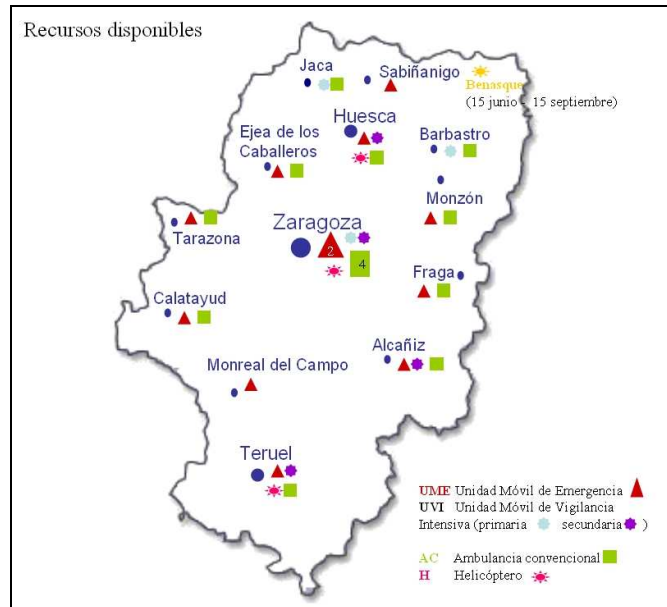 Recursos disponibles
Jaca
Sabiñanigo
Benasque
(15 junio - 15 septiembre)
Huesca
Ejea de los
Caballeros
Barbastro
Monzón
Tarazona
Zaragoza
2
4
Fraga
Calatayud
Alcañiz
Monreal del Campo
Teruel
UME Unidad Móvil de Emergencia
UVI Unidad Móvil de Vigilancia
Intensiva (primaria secundaria )
AC Ambulancia convencional
H Helicóptero